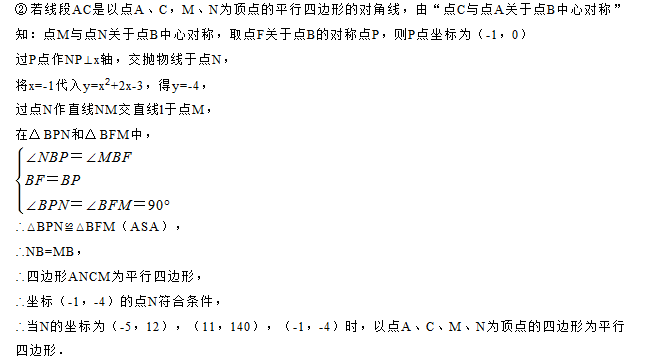 ②若线段AC是以点A、C，M、N为顶点的平行四边形的对角线，由“点C与点A关于点B中心对称”
知：点M与点N关于点B中心对称，取点F关于点B的对称点P，则P点坐标为（-1，0）
过P点作NP⊥x轴，交抛物线于点N，
将x=-1代入y=x²+2x-3，得y=-4，
过点N作直线NM交直线l于点M，
在△BPN和△BFM中，
∠NBP＝∠MBF
BF＝BP
∠BPN＝∠BFM＝90°
∴△BPN≌△BFM（ASA），
∴NB=MB，
∴四边形ANCM为平行四边形，
∴坐标（-1，-4）的点N符合条件，
∴当N的坐标为（-5，12），（11，140），（-1，-4）时，以点A、C、M、N为顶点的四边形为平行
四边形．